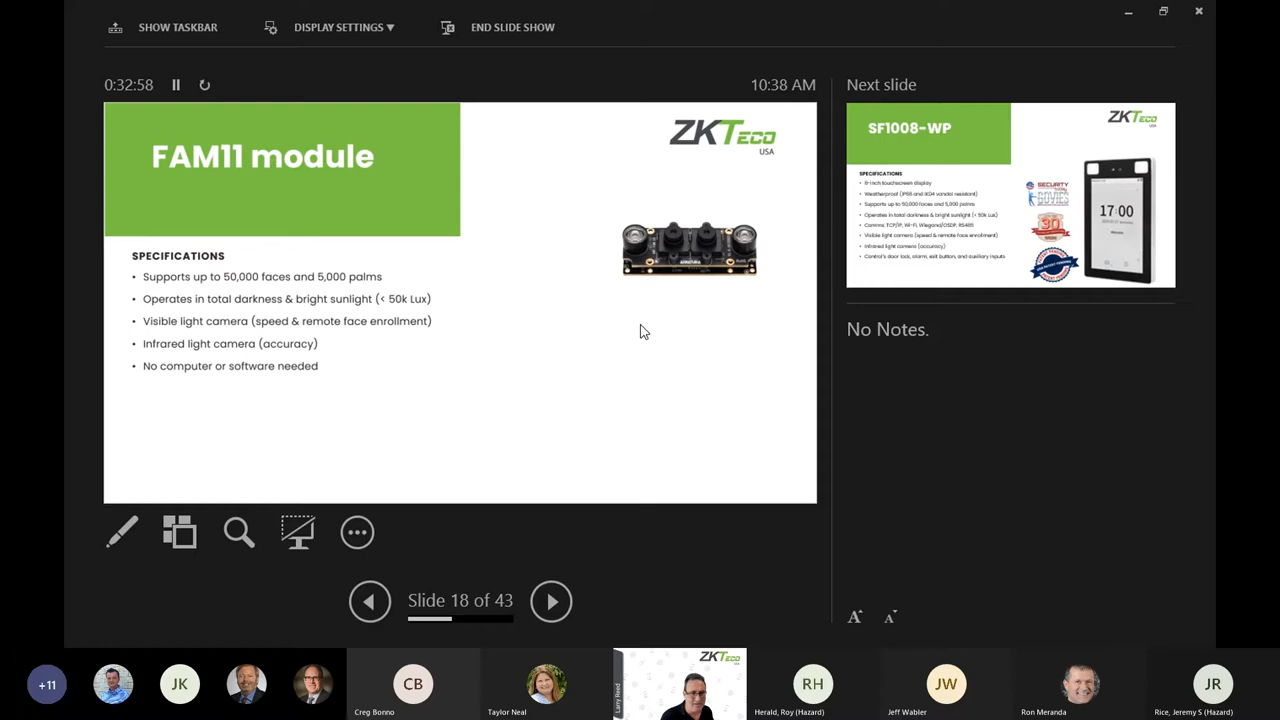 SHOW TASKBAR
DISPLAY SETTINGS
END SLIDE SHOW
0:32:58
10:38 AM
FAM11 module
ZKTeco
USA
SPECIFICATIONS
• Supports up to 50,000 faces and 5,000 palms
• Operates in total darkness & bright sunlight (< 50k Lux)
• Visible light camera (speed & remote face enrollment)
• Infrared light camera (accuracy)
• No computer or software needed
Next slide
SF1008-WP
ZKTeco
USA
SPECIFICATIONS
• 8-inch touchscreen display
• Weatherproof (IP65 and IK04 vandal resistant)
• Supports up to 50,000 faces and 5,000 palms
• Operates in total darkness & bright sunlight (< 50k Lux)
• Comms TCP/IP, Wi-Fi, Wiegand/OSDP, RS485
• Visible light camera (speed & remote face enrollment)
• Infrared light camera (accuracy)
• Control's door lock, alarm, exit button, and auxiliary inputs
SECURITY
GOVIES
30
17:00
No Notes.
Slide 18 of 43
A
A
+11
JK
CB
Creg Bonno
Taylor Neal
ZKTeco
Larry Reed
RH
Herald, Roy (Hazard)
JW
Jeff Wabler
Ron Meranda
JR
Rice, Jeremy S (Hazard)